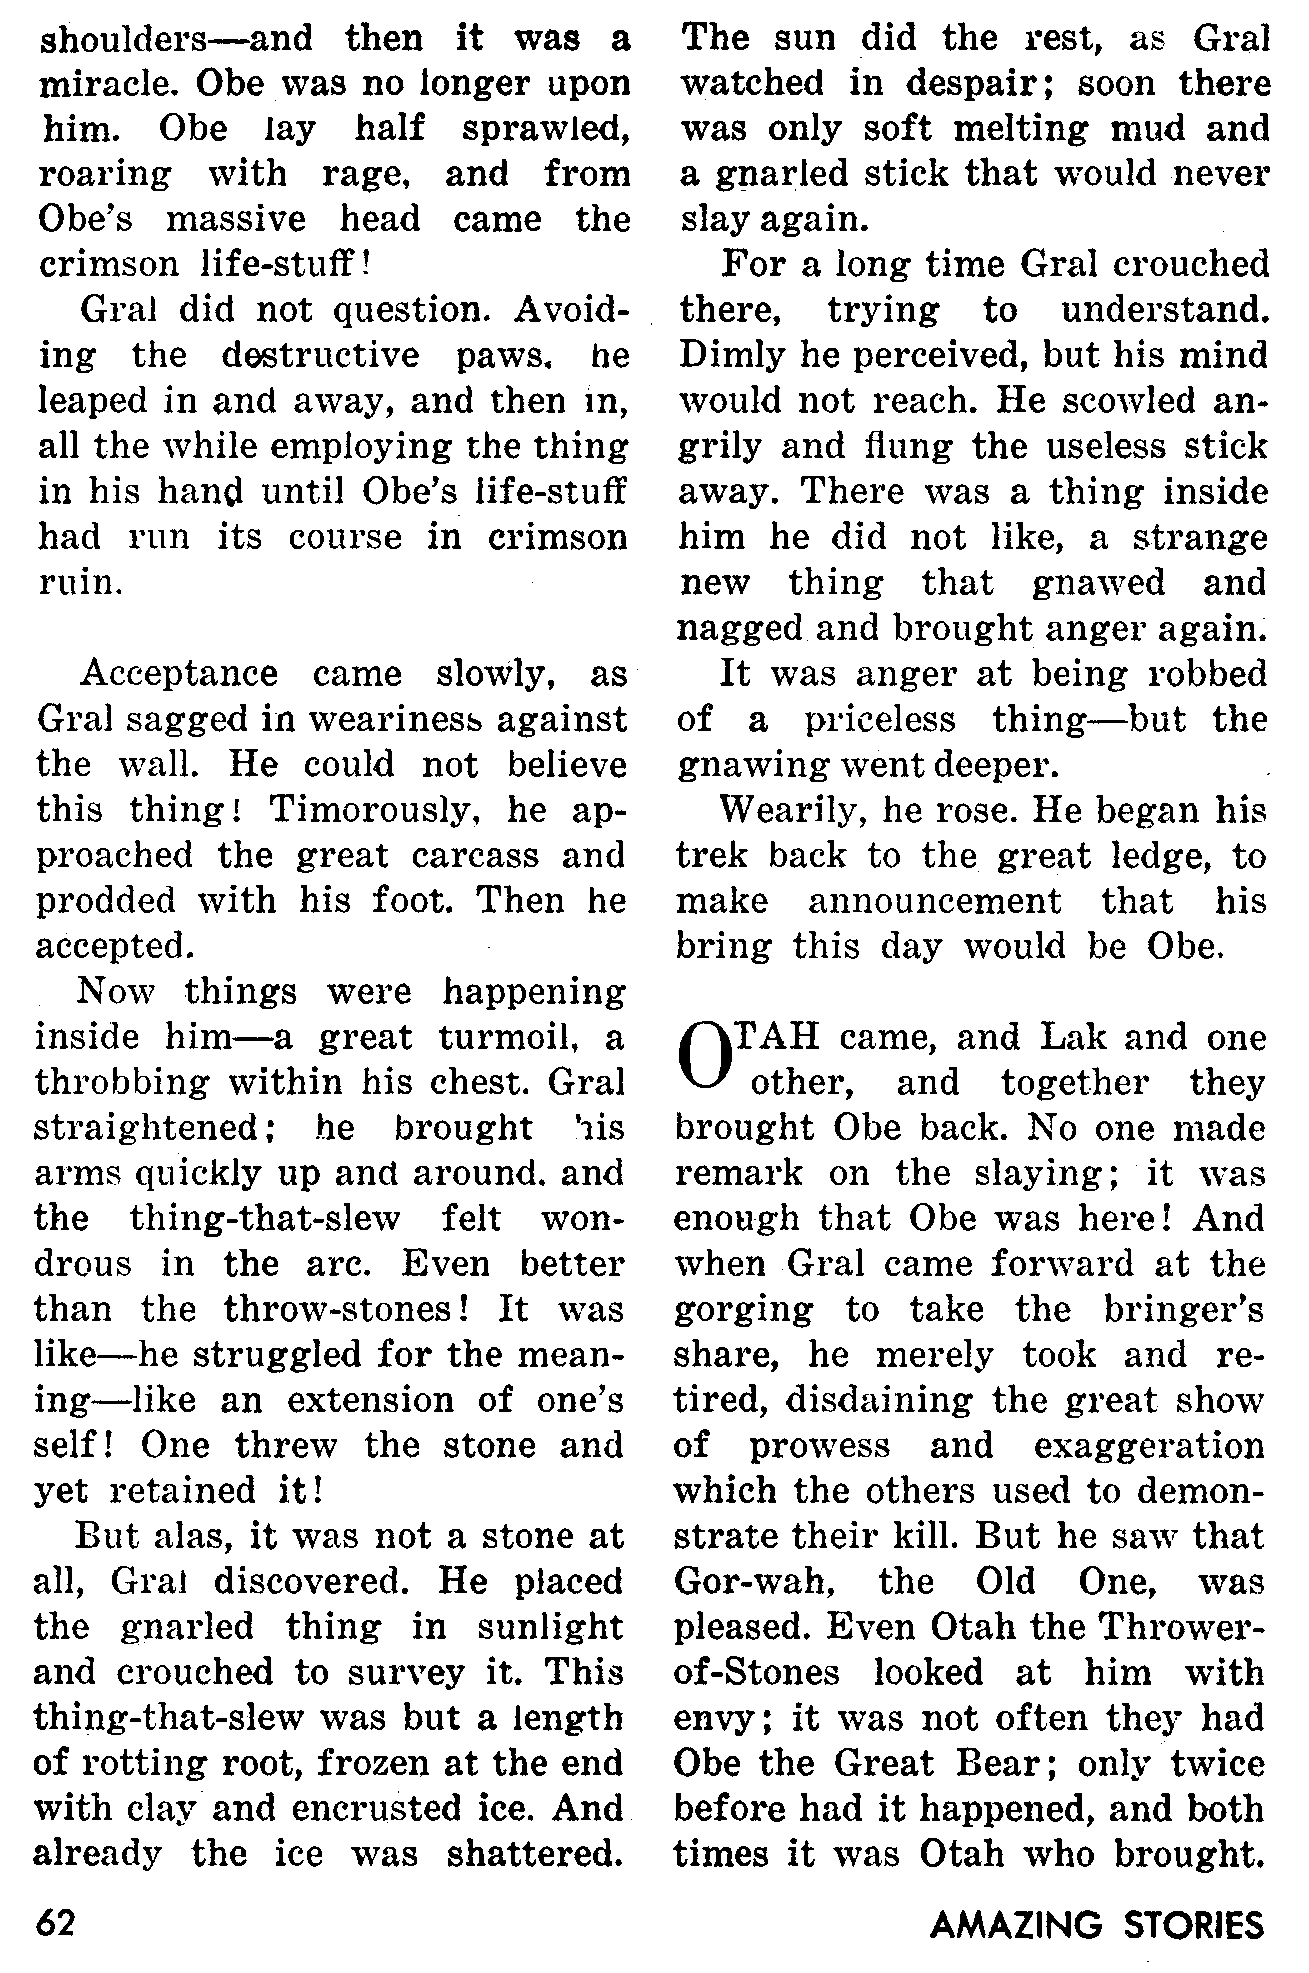 shoulders—and then it was a
miracle. Obe was no longer upon
him. Obe lay half sprawled,
roaring with rage, and from
Obe's massive head came the
crimson life-stuff!
Gral did not question. Avoid-
ing the destructive paws, he
leaped in and away, and then in,
all the while employing the thing
in his hand until Obe's life-stuff
had run its course in crimson
ruin.
Acceptance came slowly, as
Gral sagged in weariness against
the wall. He could not believe
this thing! Timorously, he ap-
proached the great carcass and
prodded with his foot. Then he
accepted.
Now things were happening
inside him—a great turmoil, a
throbbing within his chest. Gral
straightened; he brought his
arms quickly up and around. and
the thing-that-slew felt won-
drous in the arc. Even better
than the throw-stones! It was
like—he struggled for the mean-
ing—like an extension of one's
self! One threw the stone and
yet retained it!
But alas, it was not a stone at
all, Gral discovered. He placed
the gnarled thing in sunlight
and crouched to survey it. This
thing-that-slew was but a length
of rotting root, frozen at the end
with clay and encrusted ice. And
already the ice was shattered.
The sun did the rest, as Gral
watched in despair; soon there
was only soft melting mud and
a gnarled stick that would never
slay again.
For a long time Gral crouched
there, trying to understand.
Dimly he perceived, but his mind
would not reach. He scowled an-
grily and flung the useless stick
away. There was a thing inside
him he did not like, a strange
new thing that gnawed and
nagged and brought anger again.
It was anger at being robbed
of a priceless thing—but the
gnawing went deeper.
Wearily, he rose. He began his
trek back to the great ledge, to
make announcement that his
bring this day would be Obe.
OTAH came, and Lak and one
other, and together they
brought Obe back. No one made
remark on the slaying; it was
enough that Obe was here! And
when Gral came forward at the
gorging to take the bringer's
share, he merely took and re-
tired, disdaining the great show
of prowess and exaggeration
which the others used to demon-
strate their kill. But he saw that
Gor-wah, the Old One, was
pleased. Even Otah the Thrower-
of-Stones looked at him with
envy; it was not often they had
Obe the Great Bear; only twice
before had it happened, and both
times it was Otah who brought.
62 AMAZING STORIES